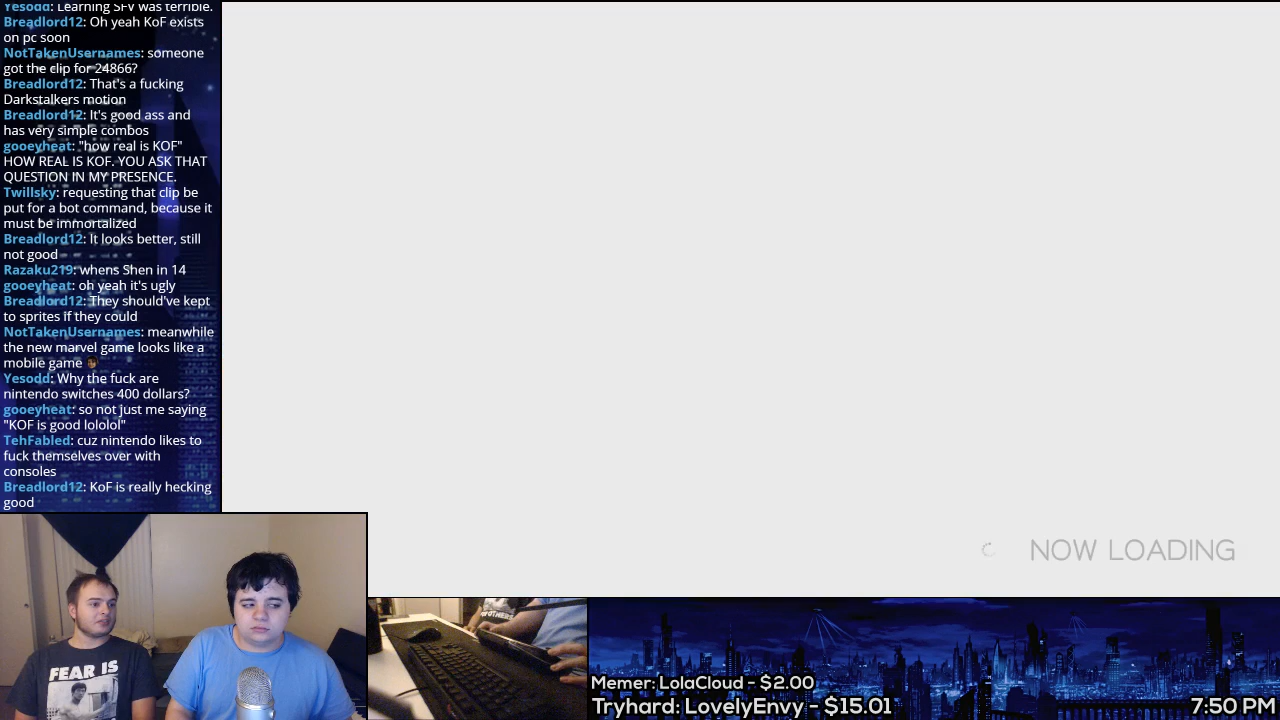 Yesodd: Learning SFV was terrible.
Breadlord12: Oh yeah KoF exists
on pc soon
NotTakenUsernames: someone
got the clip for 24866?
Breadlord12: That's a fucking
Darkstalkers motion
Breadlord12: It's good ass and
has very simple combos
gooeyheat: "how real is KOF"
HOW REAL IS KOF. YOU ASK THAT
QUESTION IN MY PRESENCE.
Twillsky: requesting that clip be
put for a bot command, because it
must be immortalized
Breadlord12: It looks better, still
not good
Razaku219: whens Shen in 14
gooeyheat: oh yeah it's ugly
Breadlord12: They should've kept
to sprites if they could
NotTakenUsernames: meanwhile
the new marvel game looks like a
mobile game
Yesodd: Why the fuck are
nintendo switches 400 dollars?
gooeyheat: so not just me saying
"KOF is good lololol"
TehFabled: cuz nintendo likes to
fuck themselves over with
consoles
Breadlord12: KoF is really hecking
good
NOW LOADING
FEAR IS
Memer: LolaCloud - $2.00
Tryhard: LovelyEnvy - $15.01
7:50 PM